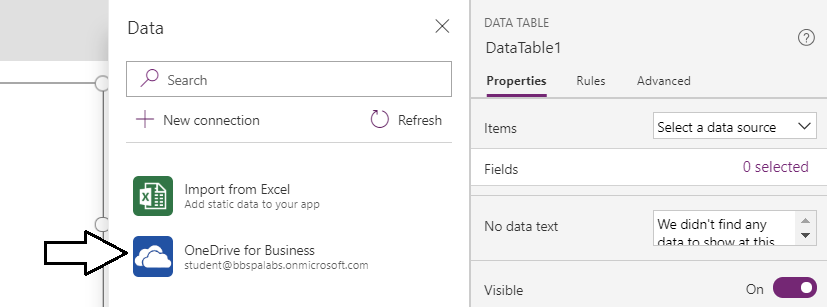 Data
Search
New connection
Refresh
Import from Excel
Add static data to your app
OneDrive for Business
student@bbspalabs.onmicrosoft.com
DATA TABLE
DataTable1
Properties Rules Advanced
Items
Select a data source
Fields
0 selected
No data text
We didn't find any
data to show at this
Visible
On